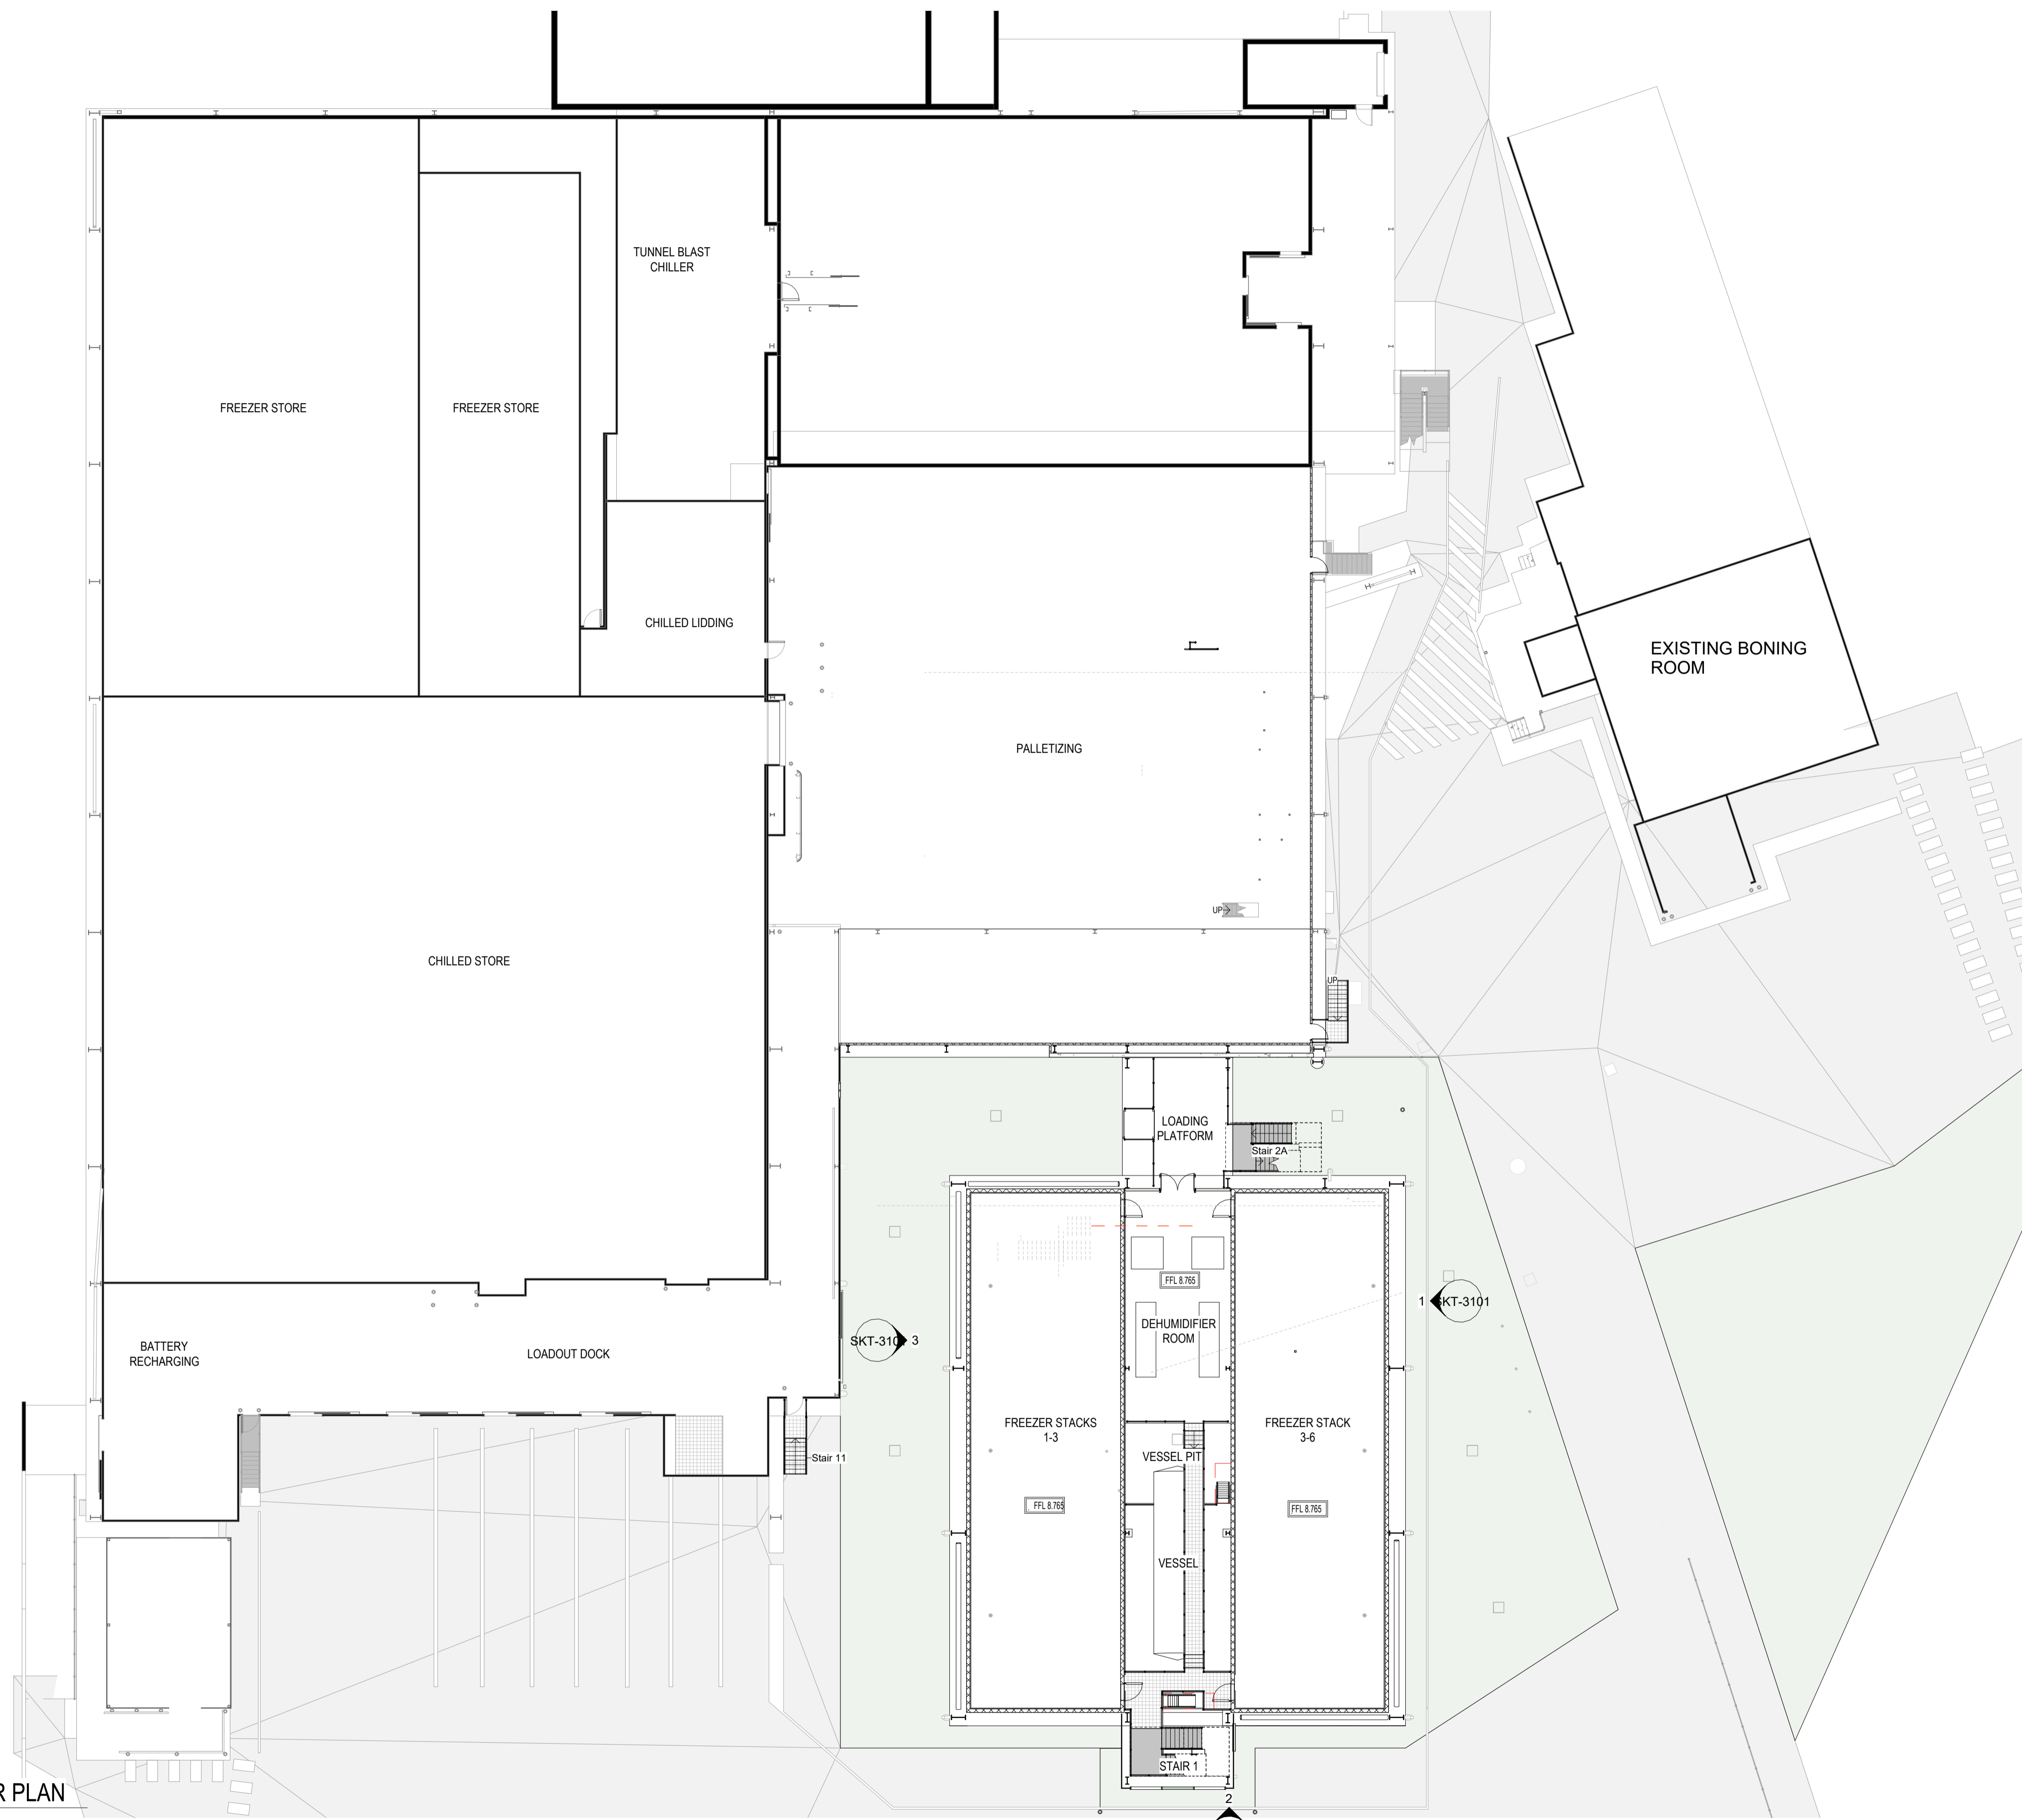 TUNNEL BLAST
CHILLER
FREEZER STORE
FREEZER STORE
CHILLED LIDDING
EXISTING BONING
ROOM
PALLETIZING
UP
CHILLED STORE
UP
LOADING
PLATFORM
Stair 2A
FFL 8.765
1
SKT-3101
DEHUMIDIFIER
ROOM
SKT-310
3
BATTERY
RECHARGING
LOADOUT DOCK
FREEZER STACKS
1-3
FREEZER STACK
3-6
VESSEL PIT
Stair 11
FFL 8.765
FFL 8.765
VESSEL
STAIR 1
R PLAN
2